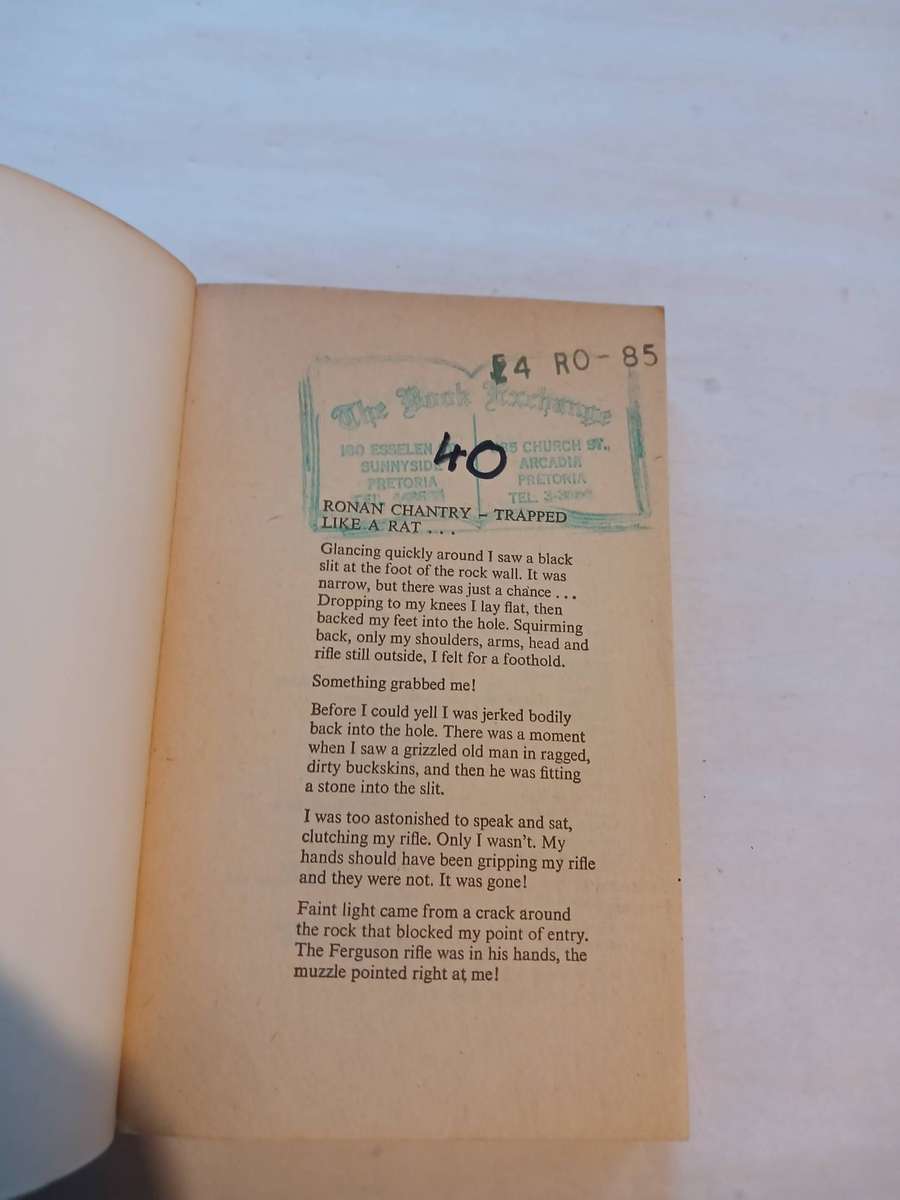 24 RO-85
The Book Exchange
180 ESSELEN
SUNNYSIDE
PRETORIA
85 CHURCH ST.,
ARCADIA
PRETORIA
TEL.
40
RONAN CHANTRY – TRAPPED
LIKE A RAT . . .
Glancing quickly around I saw a black
slit at the foot of the rock wall. It was
narrow, but there was just a chance . . .
Dropping to my knees I lay flat, then
backed my feet into the hole. Squirming
back, only my shoulders, arms, head and
rifle still outside, I felt for a foothold.
Something grabbed me!
Before I could yell I was jerked bodily
back into the hole. There was a moment
when I saw a grizzled old man in ragged,
dirty buckskins, and then he was fitting
a stone into the slit.
I was too astonished to speak and sat,
clutching my rifle. Only I wasn't. My
hands should have been gripping my rifle
and they were not. It was gone!
Faint light came from a crack around
the rock that blocked my point of entry.
The Ferguson rifle was in his hands, the
muzzle pointed right at me!